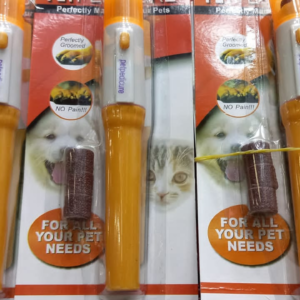 Perfectly Ma
Pets
Perfectly
Groomed
NO Pain!!!
FOR ALL
YOUR PET
NEEDS
Perfectly
Groomed
NO Pain!!!
FOR ALL
YOUR PET
NEEDS